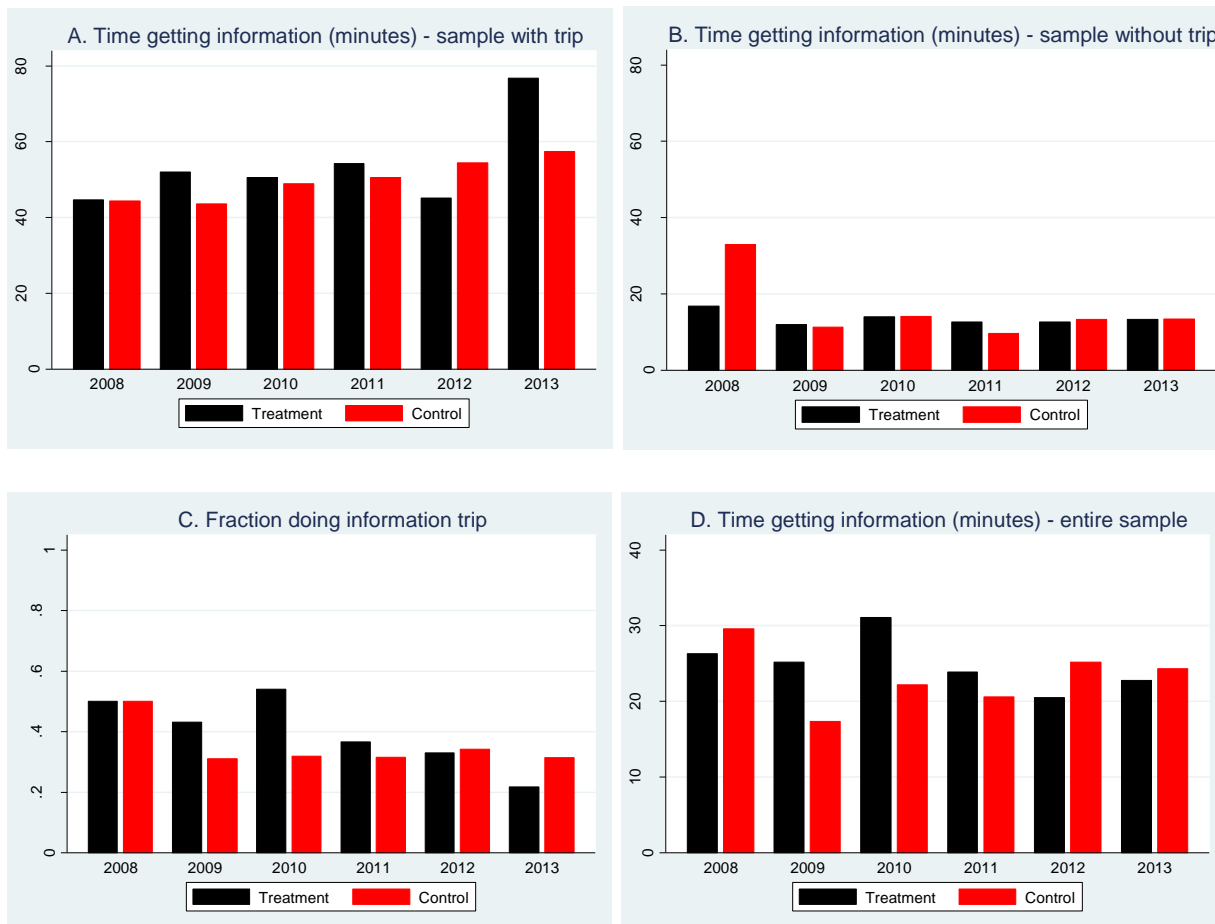 A. Time getting information (minutes) - sample with trip
80
60
40
20
0
2008 2009 2010 2011 2012 2013
Treatment Control
B. Time getting information (minutes) - sample without trip
80
60
40
20
0
2008 2009 2010 2011 2012 2013
Treatment Control
C. Fraction doing information trip
1
.8
.6
.4
.2
0
2008 2009 2010 2011 2012 2013
Treatment Control
D. Time getting information (minutes) - entire sample
40
30
20
10
0
2008 2009 2010 2011 2012 2013
Treatment Control